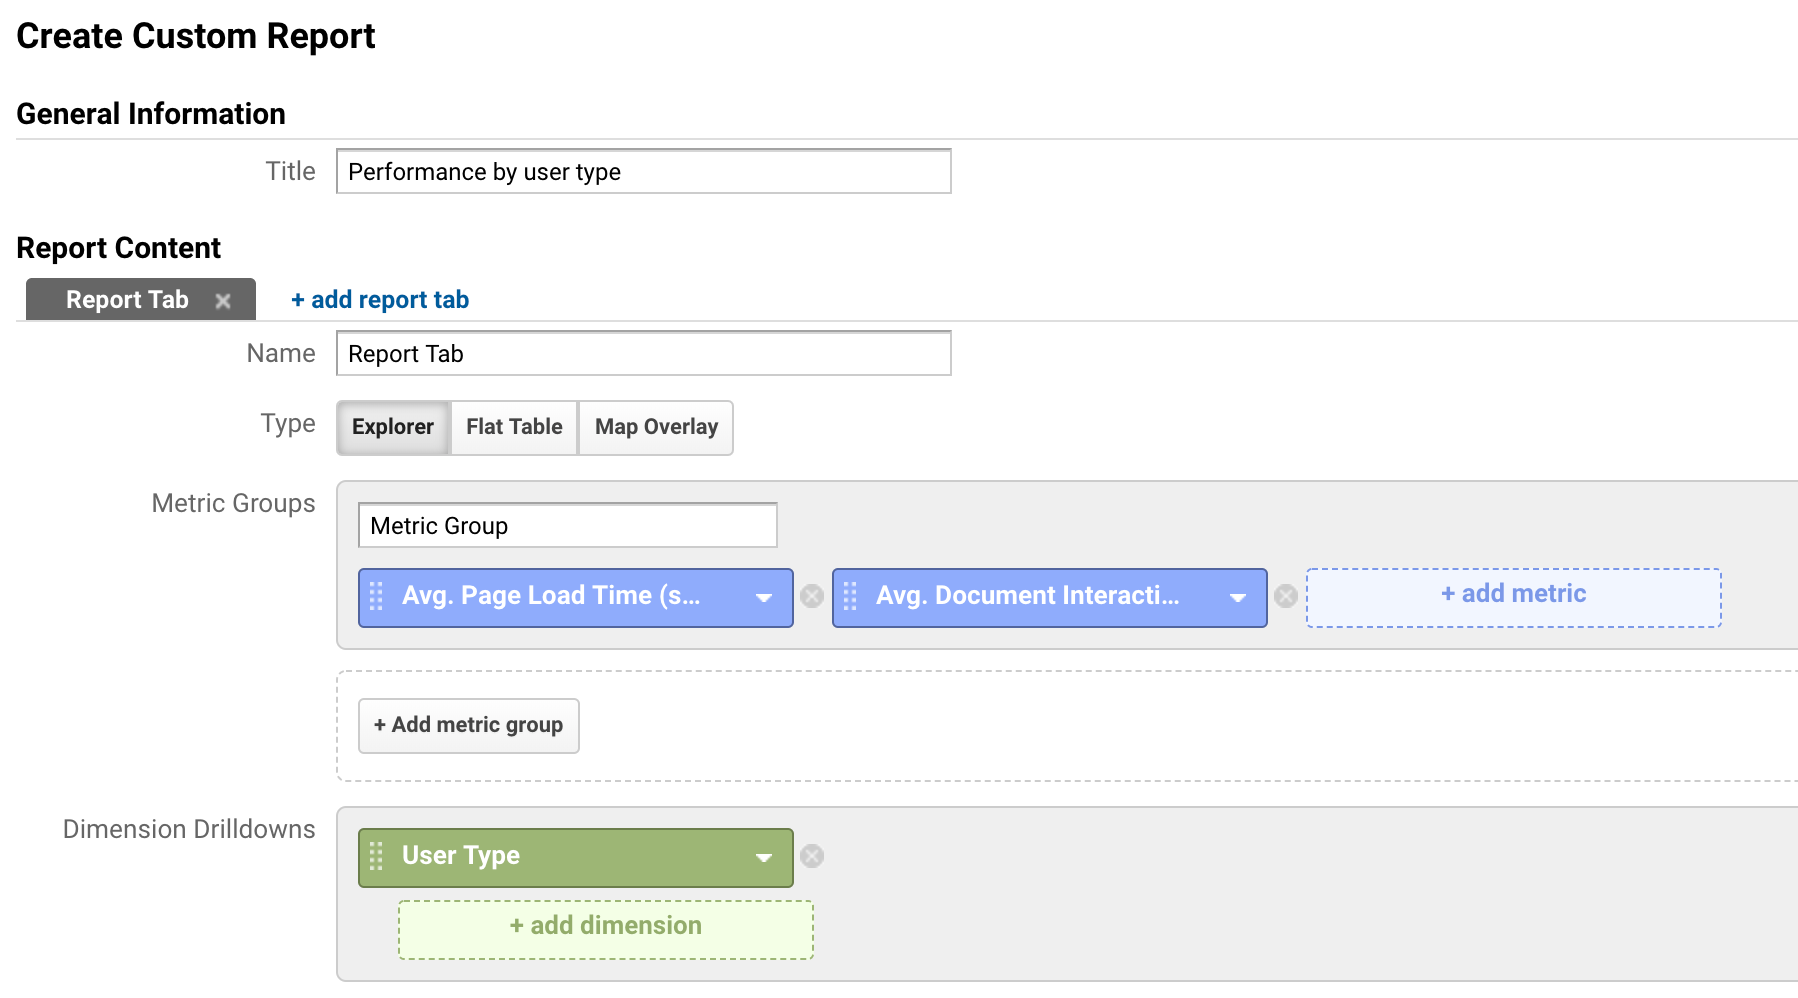 Create Custom Report
General Information
Title
Performance by user type
Report Content
Report Tab
+ add report tab
Name
Report Tab
Type
Explorer
Flat Table
Map Overlay
Metric Groups
Metric Group
Avg. Page Load Time (s...
Avg. Document Interacti...
+ add metric
+ Add metric group
Dimension Drilldowns
User Type
+ add dimension